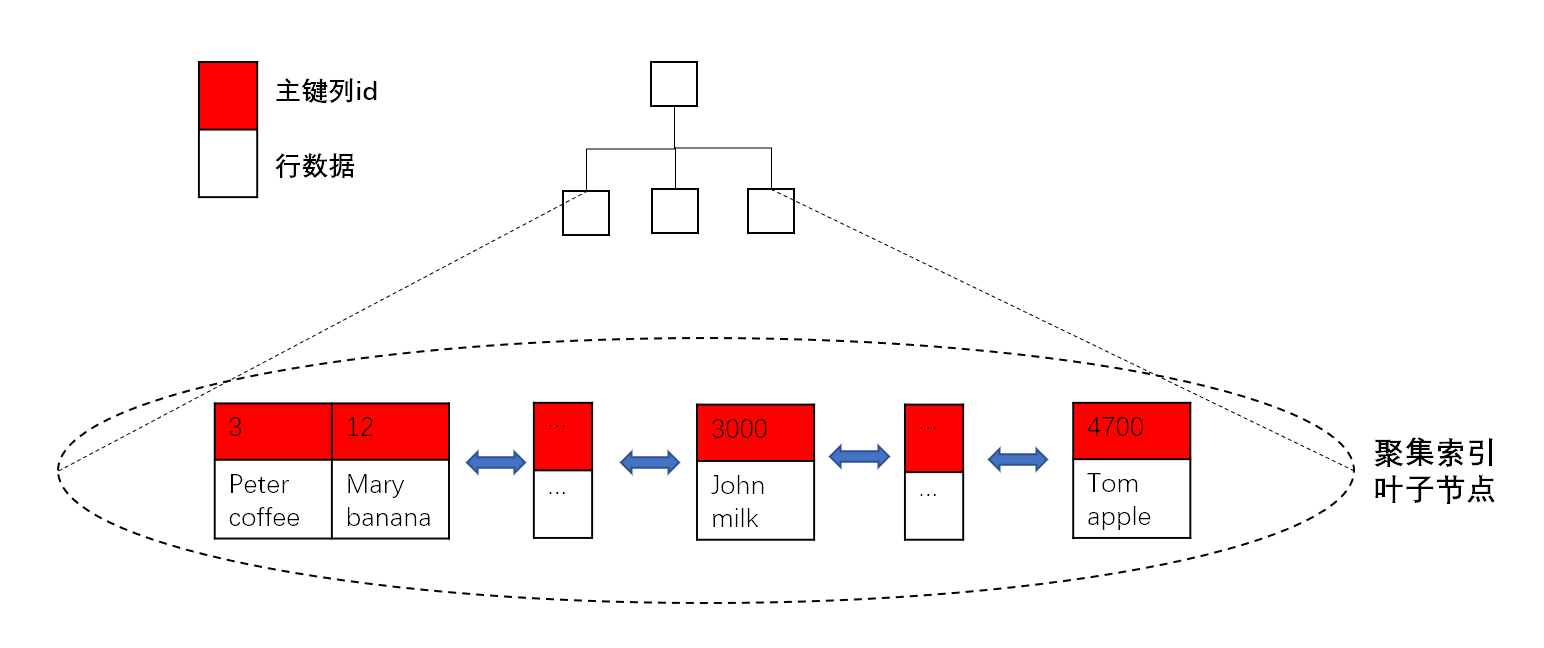 主键列id
行数据
3
12
...
3000
...
4700
Peter
coffee
Mary
banana
...
John
milk
...
Tom
apple
聚集索引
叶子节点